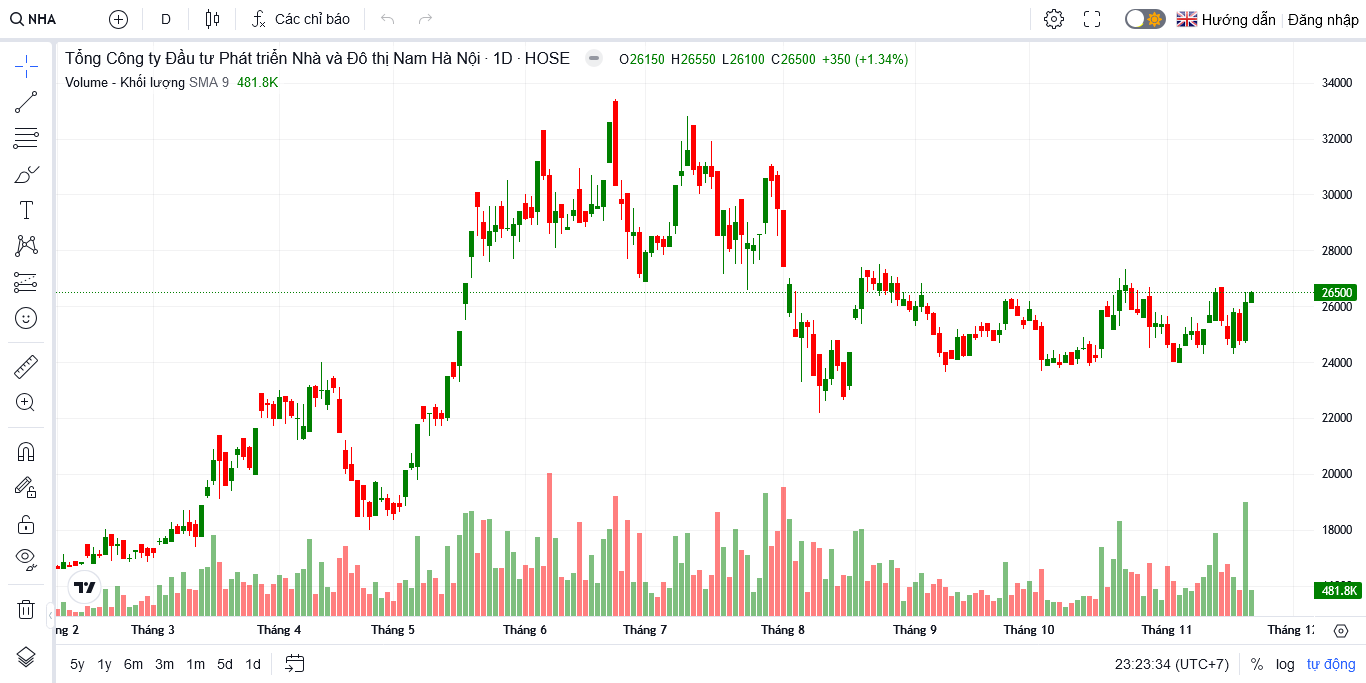 NHA D Các chỉ báo Hướng dẫn Đăng nhập
Tổng Công ty Đầu tư Phát triển Nhà và Đô thị Nam Hà Nội · 1D · HOSE O26150 H26550 L26100 C26500 +350 (+1.34%)
Volume - Khối lượng SMA 9 481.8K
34000
32000
30000
28000
26500
26000
24000
22000
20000
18000
481.8K
ng 2 Tháng 3 Tháng 4 Tháng 5 Tháng 6 Tháng 7 Tháng 8 Tháng 9 Tháng 10 Tháng 11 Tháng 1
5y 1y 6m 3m 1m 5d 1d 23:23:34 (UTC+7) % log tự động